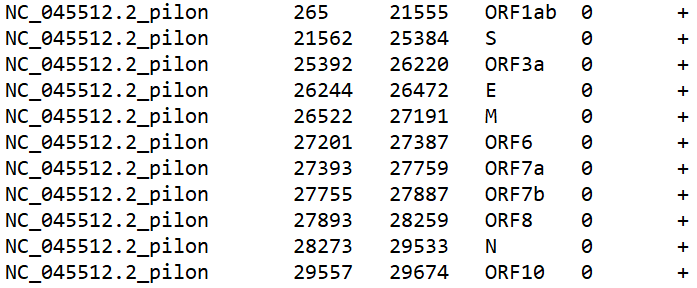 NC_045512.2_pilon 265 21555 ORF1ab 0 +
NC_045512.2_pilon 21562 25384 S 0 +
NC_045512.2_pilon 25392 26220 ORF3a 0 +
NC_045512.2_pilon 26244 26472 E 0 +
NC_045512.2_pilon 26522 27191 M 0 +
NC_045512.2_pilon 27201 27387 ORF6 0 +
NC_045512.2_pilon 27393 27759 ORF7a 0 +
NC_045512.2_pilon 27755 27887 ORF7b 0 +
NC_045512.2_pilon 27893 28259 ORF8 0 +
NC_045512.2_pilon 28273 29533 N 0 +
NC_045512.2_pilon 29557 29674 ORF10 0 +